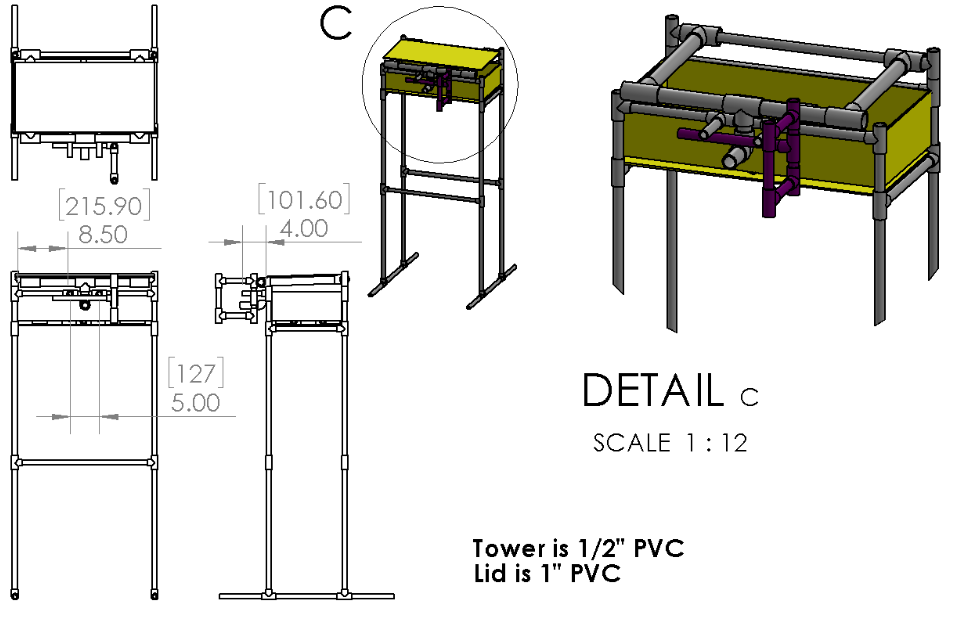 C
[215.90]
8.50
[101.60]
4.00
[127]
5.00
DETAIL C
SCALE 1 : 12
Tower is 1/2" PVC
Lid is 1" PVC